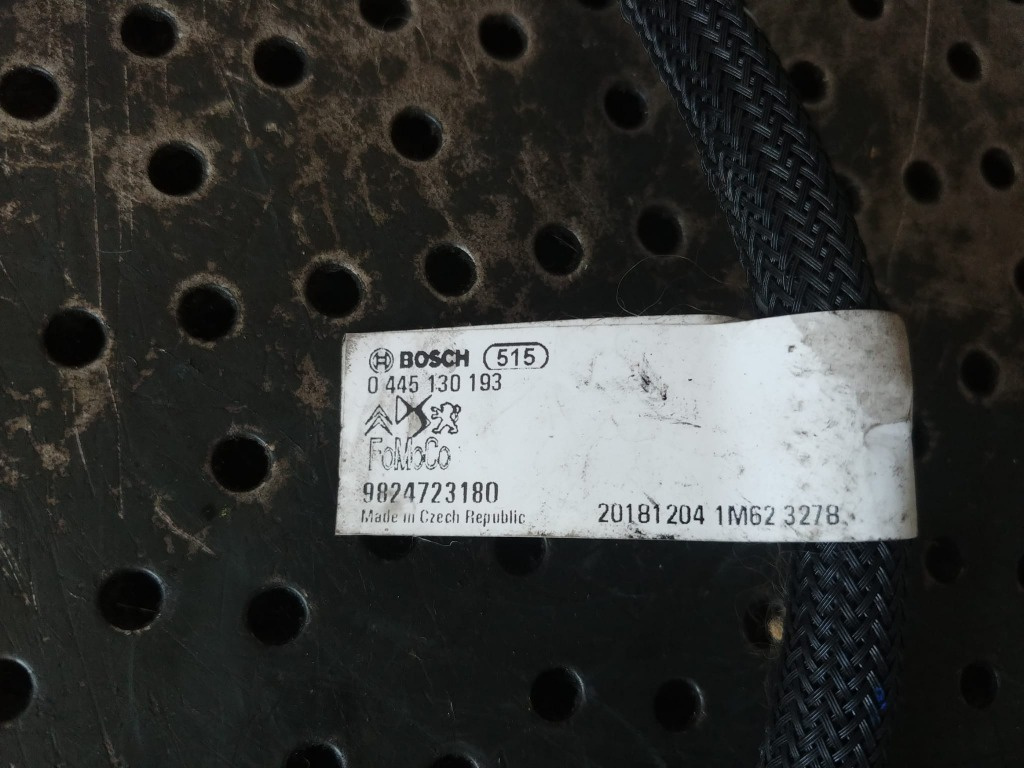 BOSCH 515
0 445 130 193
FoMoCo
9824723180
Made in Czech Republic
20181204 1M62 3278